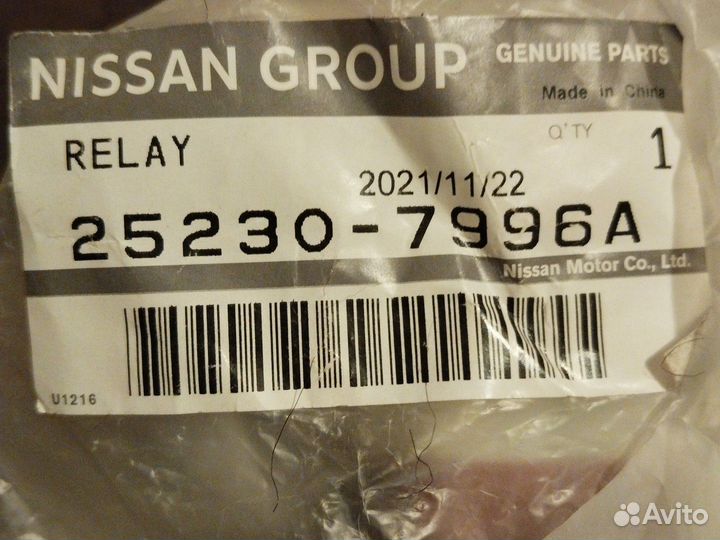 NISSAN GROUP GENUINE PARTS
Made in China
RELAY Q'TY 1
2021/11/22
25230-7996A
Nissan Motor Co., Ltd.
U1216
Avito